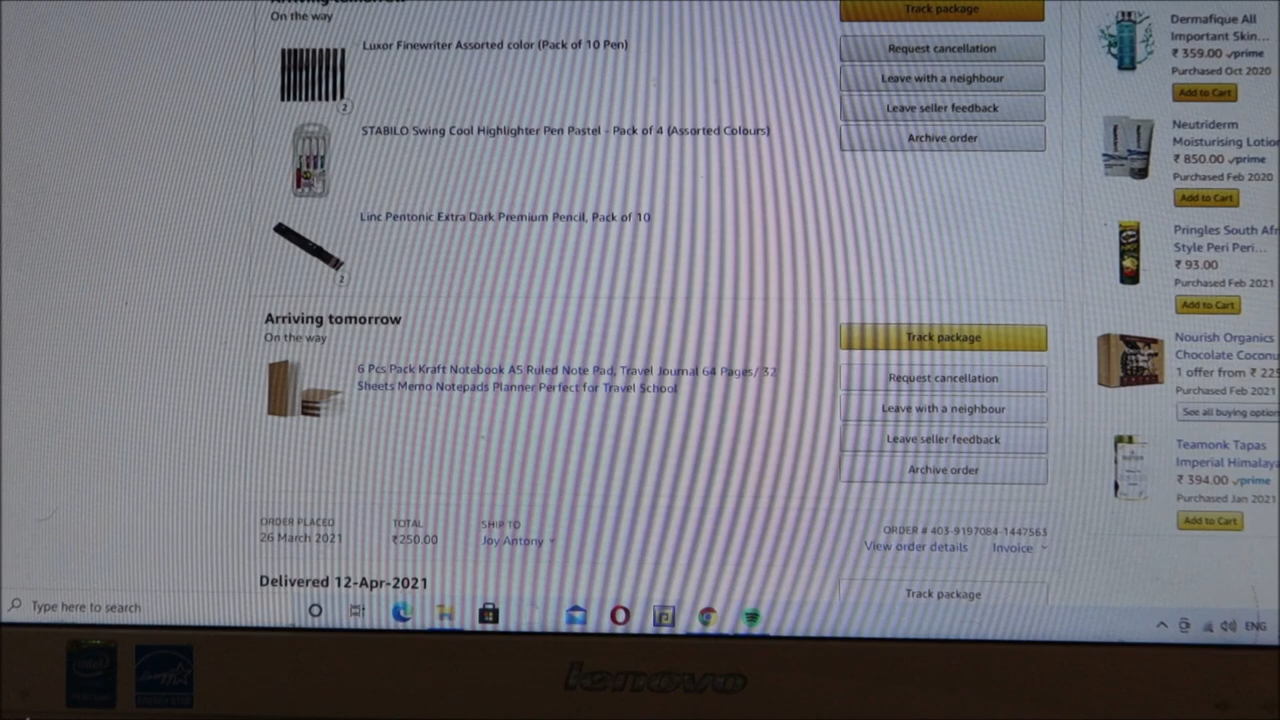 On the way
Luxor Finewriter Assorted color (Pack of 10 Pen)
2
STABILO Swing Cool Highlighter Pen Pastel - Pack of 4 (Assorted Colours)
Linc Pentonic Extra Dark Premium Pencil, Pack of 10
2
Track package
Request cancellation
Leave with a neighbour
Leave seller feedback
Archive order
Arriving tomorrow
On the way
6 Pcs Pack Kraft Notebook A5 Ruled Note Pad, Travel Journal 64 Pages/ 32
Sheets Memo Notepads Planner Perfect for Travel School
Track package
Request cancellation
Leave with a neighbour
Leave seller feedback
Archive order
ORDER PLACED
26 March 2021
TOTAL
₹250.00
SHIP TO
Joy Antony
ORDER # 403-9197084-1447563
View order details
Invoice
Delivered 12-Apr-2021
Track package
Dermafique All
Important Skin...
₹ 359.00 prime
Purchased Oct 2020
Add to Cart
Neutriderm
Moisturising Lotio
₹ 850.00 prime
Purchased Feb 2020
Add to Cart
Pringles South Afr
Style Peri Peri...
₹ 93.00
Purchased Feb 2021
Add to Cart
Nourish Organics
Chocolate Coconu
1 offer from ₹ 225
Purchased Feb 2021
See all buying option
Teamonk Tapas
Imperial Himalaya
₹ 394.00 prime
Purchased Jan 2021
Add to Cart
Type here to search
ENG
intel
lenovo